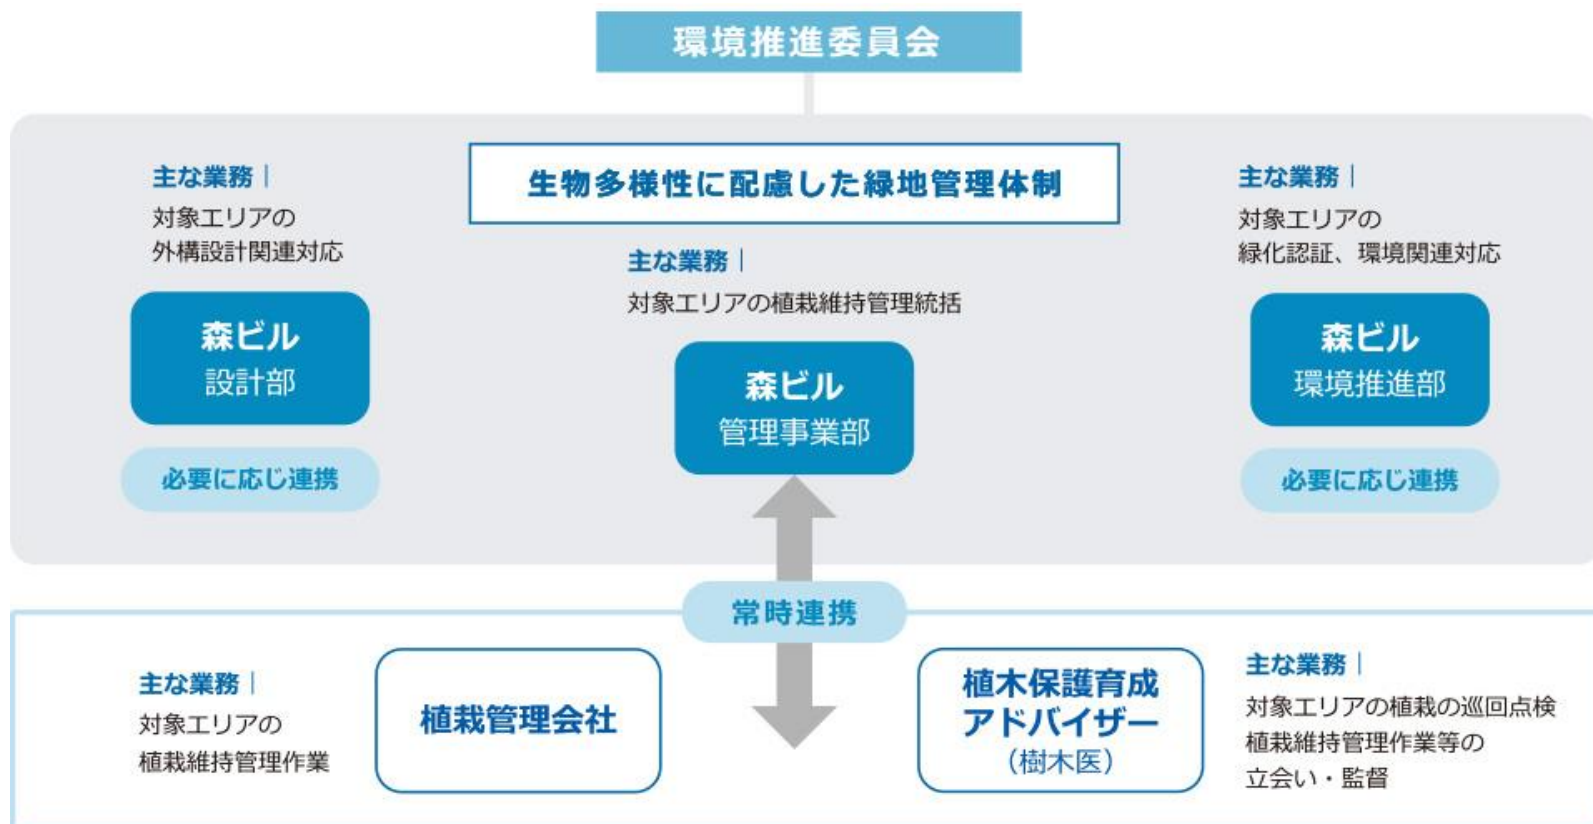 環境推進委員会
生物多様性に配慮した緑地管理体制
主な業務｜
対象エリアの
外構設計関連対応
森ビル
設計部
必要に応じ連携
主な業務｜
対象エリアの植栽維持管理統括
森ビル
管理事業部
主な業務｜
対象エリアの
緑化認証、環境関連対応
森ビル
環境推進部
必要に応じ連携
常時連携
主な業務｜
対象エリアの
植栽維持管理作業
植栽管理会社
植木保護育成
アドバイザー
（樹木医）
主な業務｜
対象エリアの植栽の巡回点検
植栽維持管理作業等の
立会い・監督